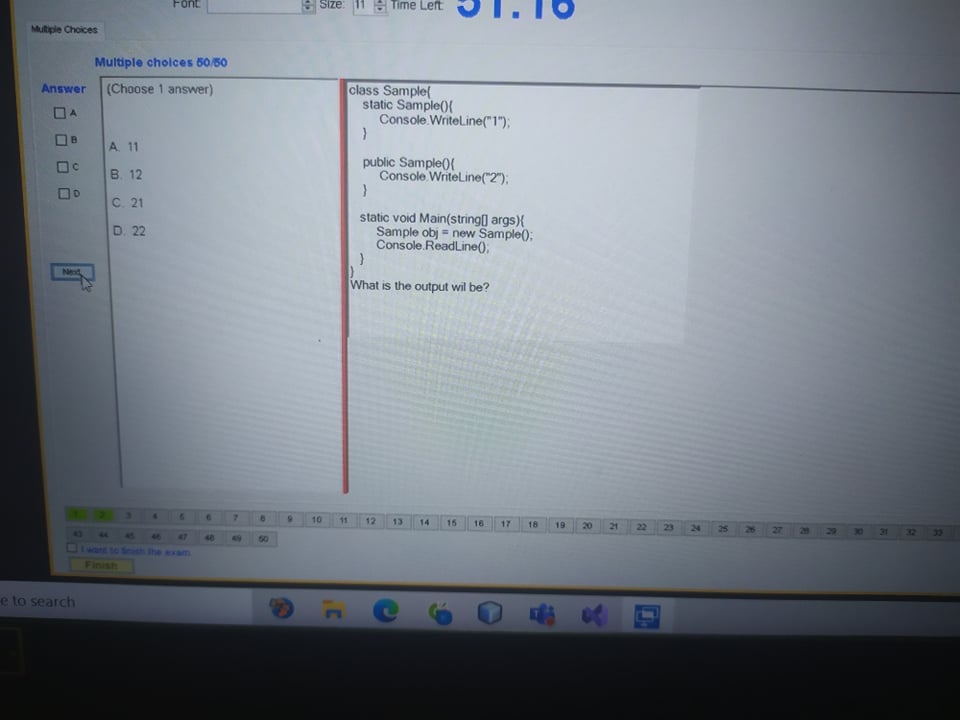 Font: Size: 11 Time Left: 51:16
Multiple Choices
Multiple choices 50/50
Answer
A
B
C
D
Next
(Choose 1 answer)
A. 11
B. 12
C. 21
D. 22
class Sample{
static Sample(){
Console.WriteLine("1");
}
public Sample(){
Console.WriteLine("2");
}
static void Main(string[] args){
Sample obj = new Sample();
Console.ReadLine();
}
}
What is the output wil be?
1 2 3 4 5 6 7 8 9 10 11 12 13 14 15 16 17 18 19 20 21 22 23 24 25 26 27 28 29 30 31 32 33
43 44 45 46 47 48 49 50
I want to finish the exam.
Finish
e to search